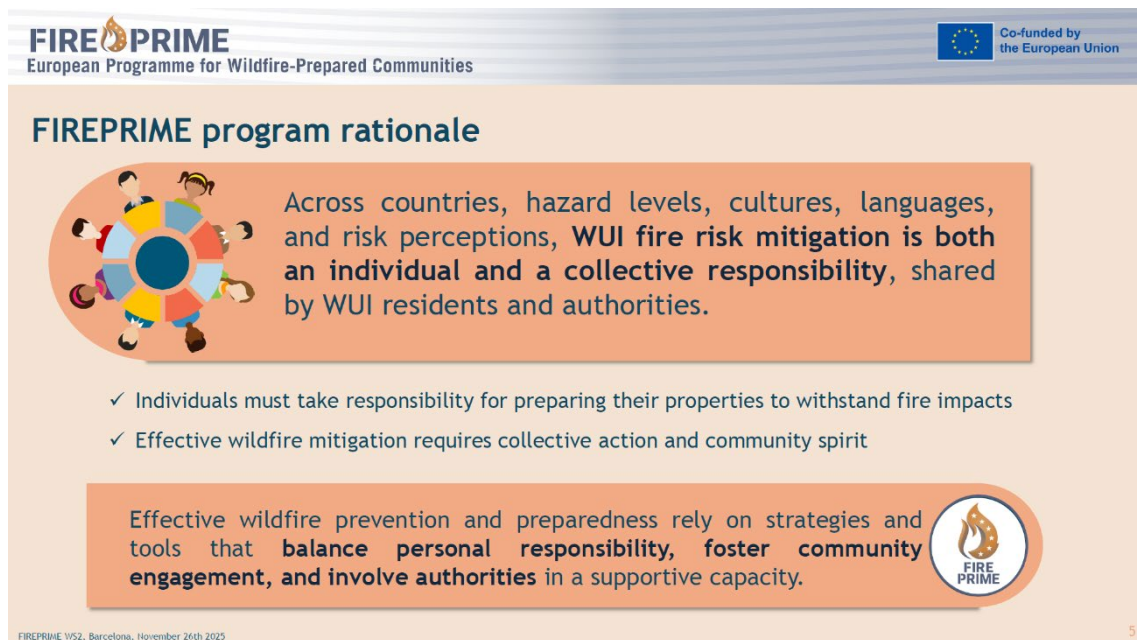 FIRE PRIME
European Programme for Wildfire-Prepared Communities
Co-funded by
the European Union
FIREPRIME program rationale
Across countries, hazard levels, cultures, languages,
and risk perceptions, WUI fire risk mitigation is both
an individual and a collective responsibility, shared
by WUI residents and authorities.
✓ Individuals must take responsibility for preparing their properties to withstand fire impacts
✓ Effective wildfire mitigation requires collective action and community spirit
Effective wildfire prevention and preparedness rely on strategies and
tools that balance personal responsibility, foster community
engagement, and involve authorities in a supportive capacity.
FIRE
PRIME
FIREPRIME WS2, Barcelona, November 26th 2025
5